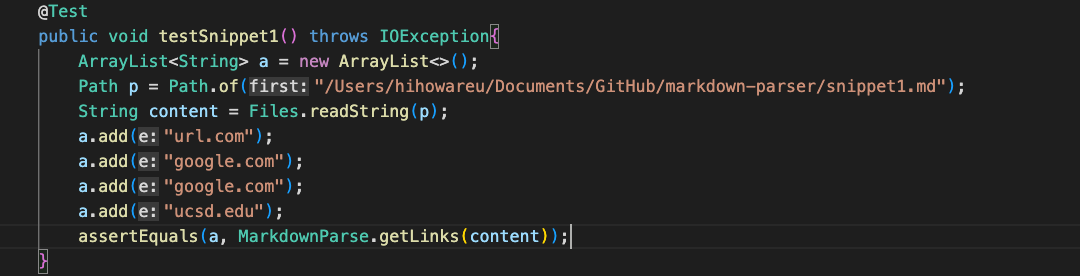 @Test
public void testSnippet1() throws IOException{
ArrayList<String> a = new ArrayList<>();
Path p = Path.of(first: "/Users/hihowareu/Documents/GitHub/markdown-parser/snippet1.md");
String content = Files.readString(p);
a.add(e: "url.com");
a.add(e: "google.com");
a.add(e: "google.com");
a.add(e: "ucsd.edu");
assertEquals(a, MarkdownParse.getLinks(content));
}